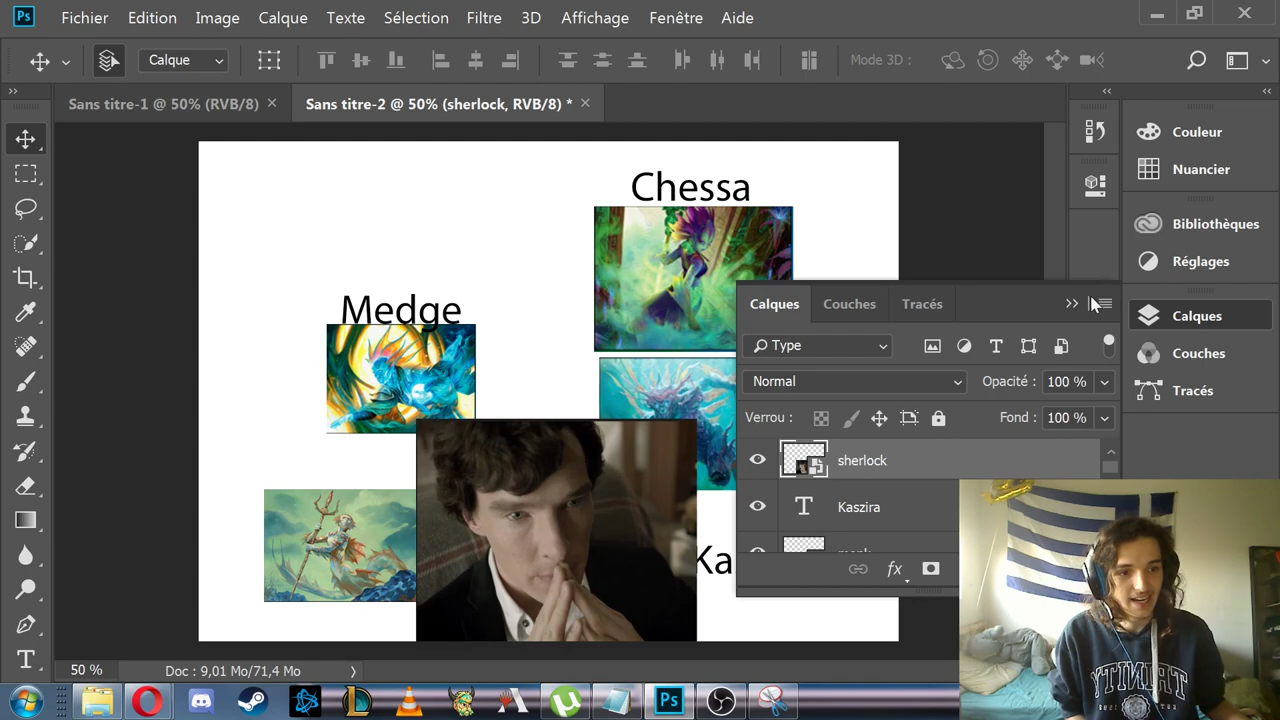 Ps Fichier Edition Image Calque Texte Sélection Filtre 3D Affichage Fenêtre Aide
Calque Mode 3D :
Sans titre-1 @ 50% (RVB/8) Sans titre-2 @ 50% (sherlock, RVB/8) *
Chessa
Medge
Ka
Calques Couches Tracés
Type
Normal Opacité : 100 %
Verrou : Fond : 100 %
sherlock
T Kaszira
fx
Couleur
Nuancier
Bibliothèques
Réglages
Calques
Couches
Tracés
T
50 % Doc : 9,01 Mo/71,4 Mo
Ps